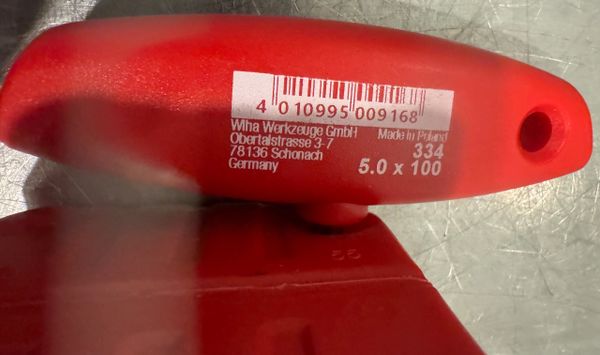 4 010995 009168
Wiha Werkzeuge GmbH Made in Poland
Obertalstrasse 3-7 334
78136 Schonach 5.0 x 100
Germany
55